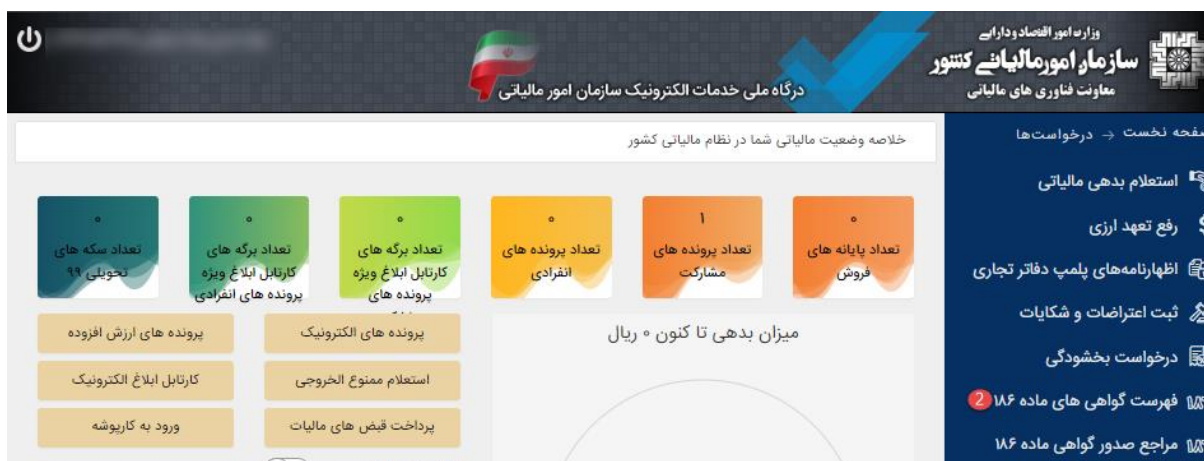 وزارت امور اقتصاد و دارایی
سازمان امور مالیاتی کشور
معاونت فناوری های مالیاتی
درگاه ملی خدمات الکترونیک سازمان امور مالیاتی
صفحه نخست → درخواست‌ها
استعلام بدهی مالیاتی
رفع تعهد ارزی
اظهارنامه‌های پلمپ دفاتر تجاری
ثبت اعتراضات و شکایات
درخواست بخشودگی
فهرست گواهی های ماده ۱۸۶ 2
مراجع صدور گواهی ماده ۱۸۶
خلاصه وضعیت مالیاتی شما در نظام مالیاتی کشور
۰
تعداد پایانه های
فروش
۱
تعداد پرونده های
مشارکت
۰
تعداد پرونده های
انفرادی
۰
تعداد برگه های
کارتابل ابلاغ ویژه
پرونده های
۰
تعداد برگه های
کارتابل ابلاغ ویژه
پرونده های انفرادی
۰
تعداد سکه های
تحویلی ۹۹
میزان بدهی تا کنون ۰ ریال
پرونده های الکترونیک
پرونده های ارزش افزوده
استعلام ممنوع الخروجی
کارتابل ابلاغ الکترونیک
پرداخت قبض های مالیات
ورود به کارپوشه